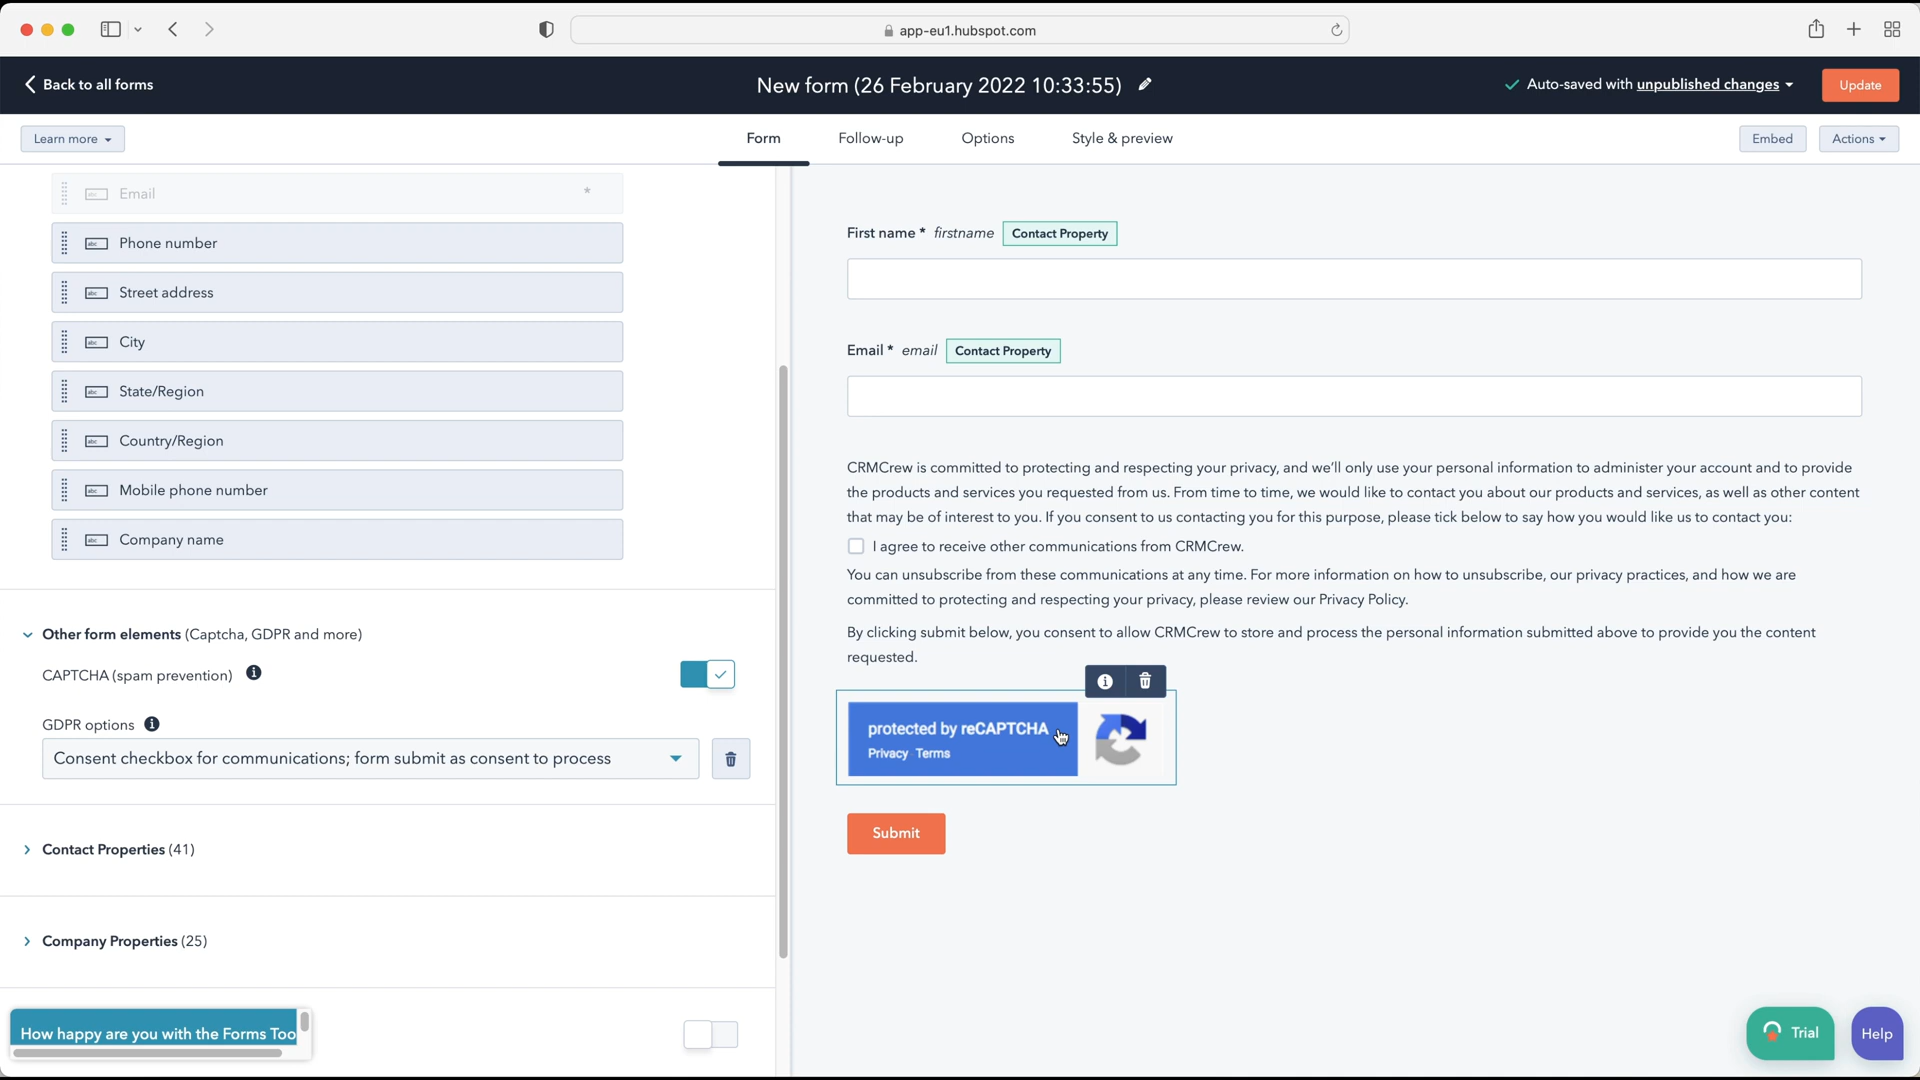 app-eu1.hubspot.com
Back to all forms
New form (26 February 2022 10:33:55)
Auto-saved with unpublished changes
Update
Learn more
Form
Follow-up
Options
Style & preview
Embed
Actions
Email *
Phone number
Street address
City
State/Region
Country/Region
Mobile phone number
Company name
Other form elements (Captcha, GDPR and more)
CAPTCHA (spam prevention)
GDPR options
Consent checkbox for communications; form submit as consent to process
Contact Properties (41)
Company Properties (25)
How happy are you with the Forms Too
First name * firstname Contact Property
Email * email Contact Property
CRMCrew is committed to protecting and respecting your privacy, and we'll only use your personal information to administer your account and to provide
the products and services you requested from us. From time to time, we would like to contact you about our products and services, as well as other content
that may be of interest to you. If you consent to us contacting you for this purpose, please tick below to say how you would like us to contact you:
I agree to receive other communications from CRMCrew.
You can unsubscribe from these communications at any time. For more information on how to unsubscribe, our privacy practices, and how we are
committed to protecting and respecting your privacy, please review our Privacy Policy.
By clicking submit below, you consent to allow CRMCrew to store and process the personal information submitted above to provide you the content
requested.
protected by reCAPTCHA
Privacy Terms
Submit
Trial
Help